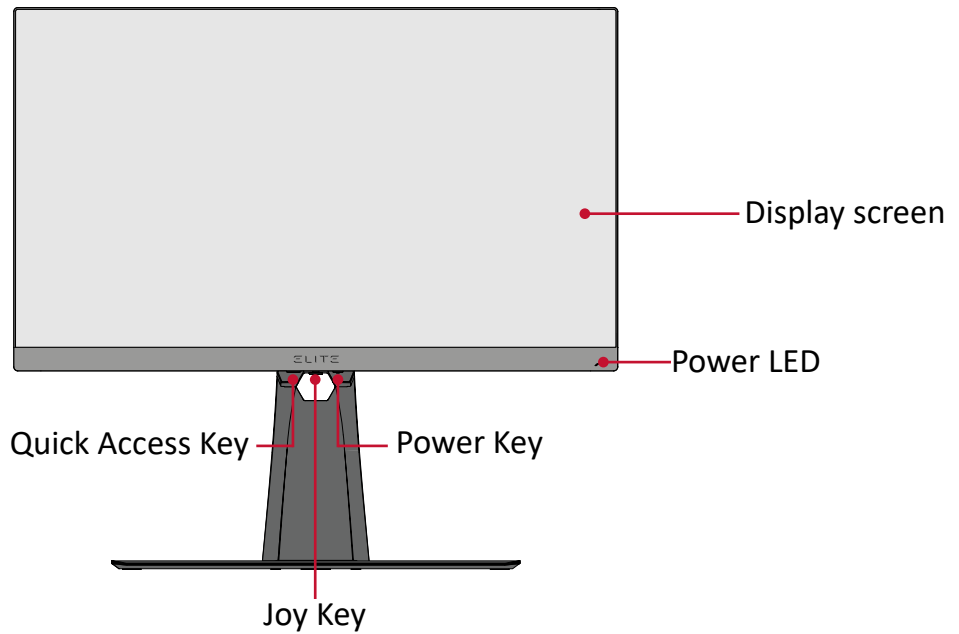 Display screen
ELITE
Power LED
Quick Access Key
Power Key
Joy Key